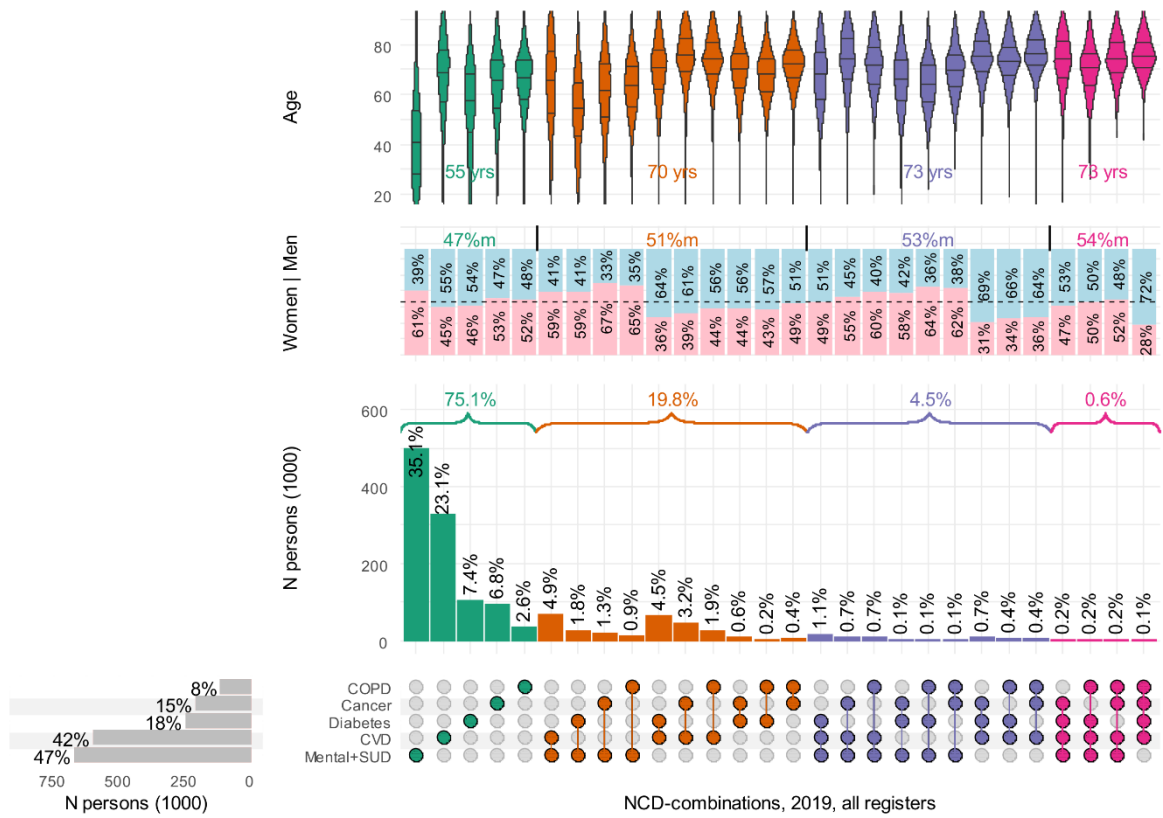 Age
80
60
40
20
55 yrs 70 yrs 73 yrs 73 yrs
Women | Men
47%m 51%m 53%m 54%m
39% 55% 54% 47% 48% 41% 41% 33% 35% 64% 61% 56% 56% 57% 51% 51% 45% 40% 42% 36% 38% 69% 66% 64% 53% 50% 48% 72%
61% 45% 46% 53% 52% 59% 59% 67% 65% 36% 39% 44% 44% 43% 49% 49% 55% 60% 58% 64% 62% 31% 34% 36% 47% 50% 52% 28%
N persons (1000)
600
400
200
0
75.1% 19.8% 4.5% 0.6%
35.1% 23.1% 7.4% 6.8% 2.6% 4.9% 1.8% 1.3% 0.9% 4.5% 3.2% 1.9% 0.6% 0.2% 0.4% 1.1% 0.7% 0.7% 0.1% 0.1% 0.1% 0.7% 0.4% 0.4% 0.2% 0.2% 0.2% 0.1%
8%
15%
18%
42%
47%
750 500 250 0
N persons (1000)
COPD
Cancer
Diabetes
CVD
Mental+SUD
NCD-combinations, 2019, all registers